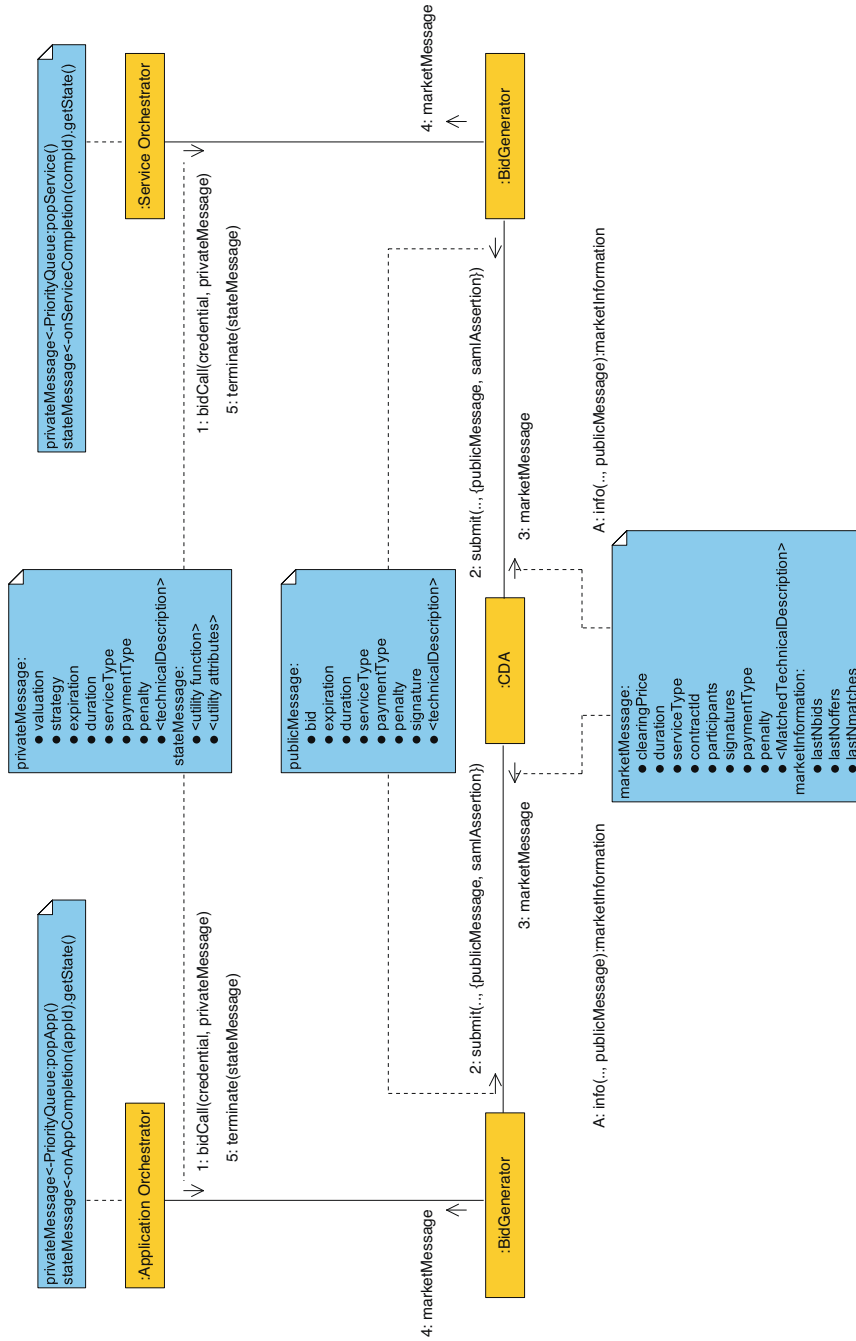 privateMessage<-PriorityQueue:popApp()
stateMessage<-onAppCompletion(appId).getState()
:Application Orchestrator
1: bidCall(credential, privateMessage)
5: terminate(stateMessage)
4: marketMessage
:BidGenerator
privateMessage:
● valuation
● strategy
● expiration
● duration
● serviceType
● paymentType
● penalty
● <technicalDescription>
stateMessage:
● <utility function>
● <utility attributes>
privateMessage<-PriorityQueue:popService()
stateMessage<-onServiceCompletion(compId).getState()
:Service Orchestrator
1: bidCall(credential, privateMessage)
5: terminate(stateMessage)
4: marketMessage
:BidGenerator
publicMessage:
● bid
● expiration
● duration
● serviceType
● paymentType
● penalty
● signature
● <technicalDescription>
2: submit(.., {publicMessage, samlAssertion})
3: marketMessage
:CDA
2: submit(.., {publicMessage, samlAssertion})
3: marketMessage
A: info(.., publicMessage):marketInformation
A: info(.., publicMessage):marketInformation
marketMessage:
● clearingPrice
● duration
● serviceType
● contractId
● participants
● signatures
● paymentType
● penalty
● <MatchedTechnicalDescription>
marketInformation:
● lastNbids
● lastNoffers
● lastNmatches